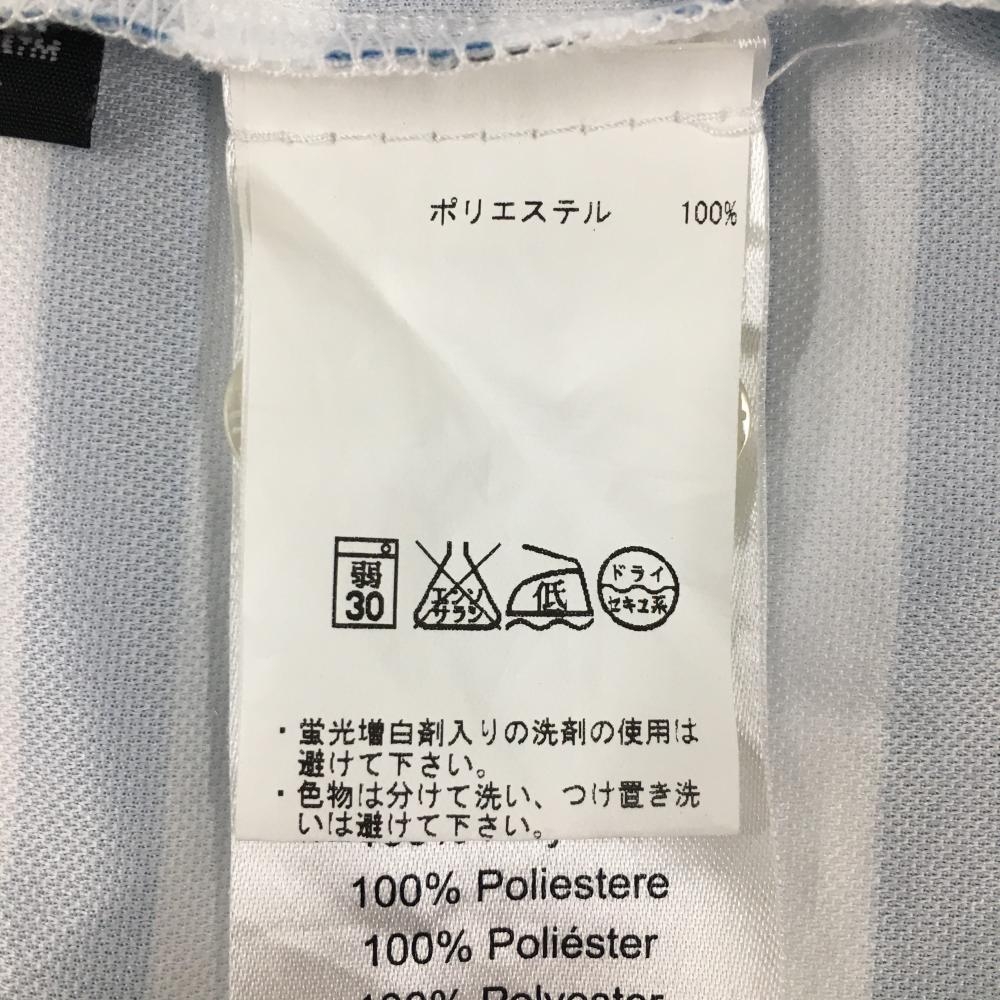 ポリエステル 100%
弱
30
エンソ
サラシ
低
ドライ
セキユ系
・蛍光増白剤入りの洗剤の使用は
避けて下さい。
・色物は分けて洗い、つけ置き洗
いは避けて下さい。
100% Poliestere
100% Poliéster
100% Polyester